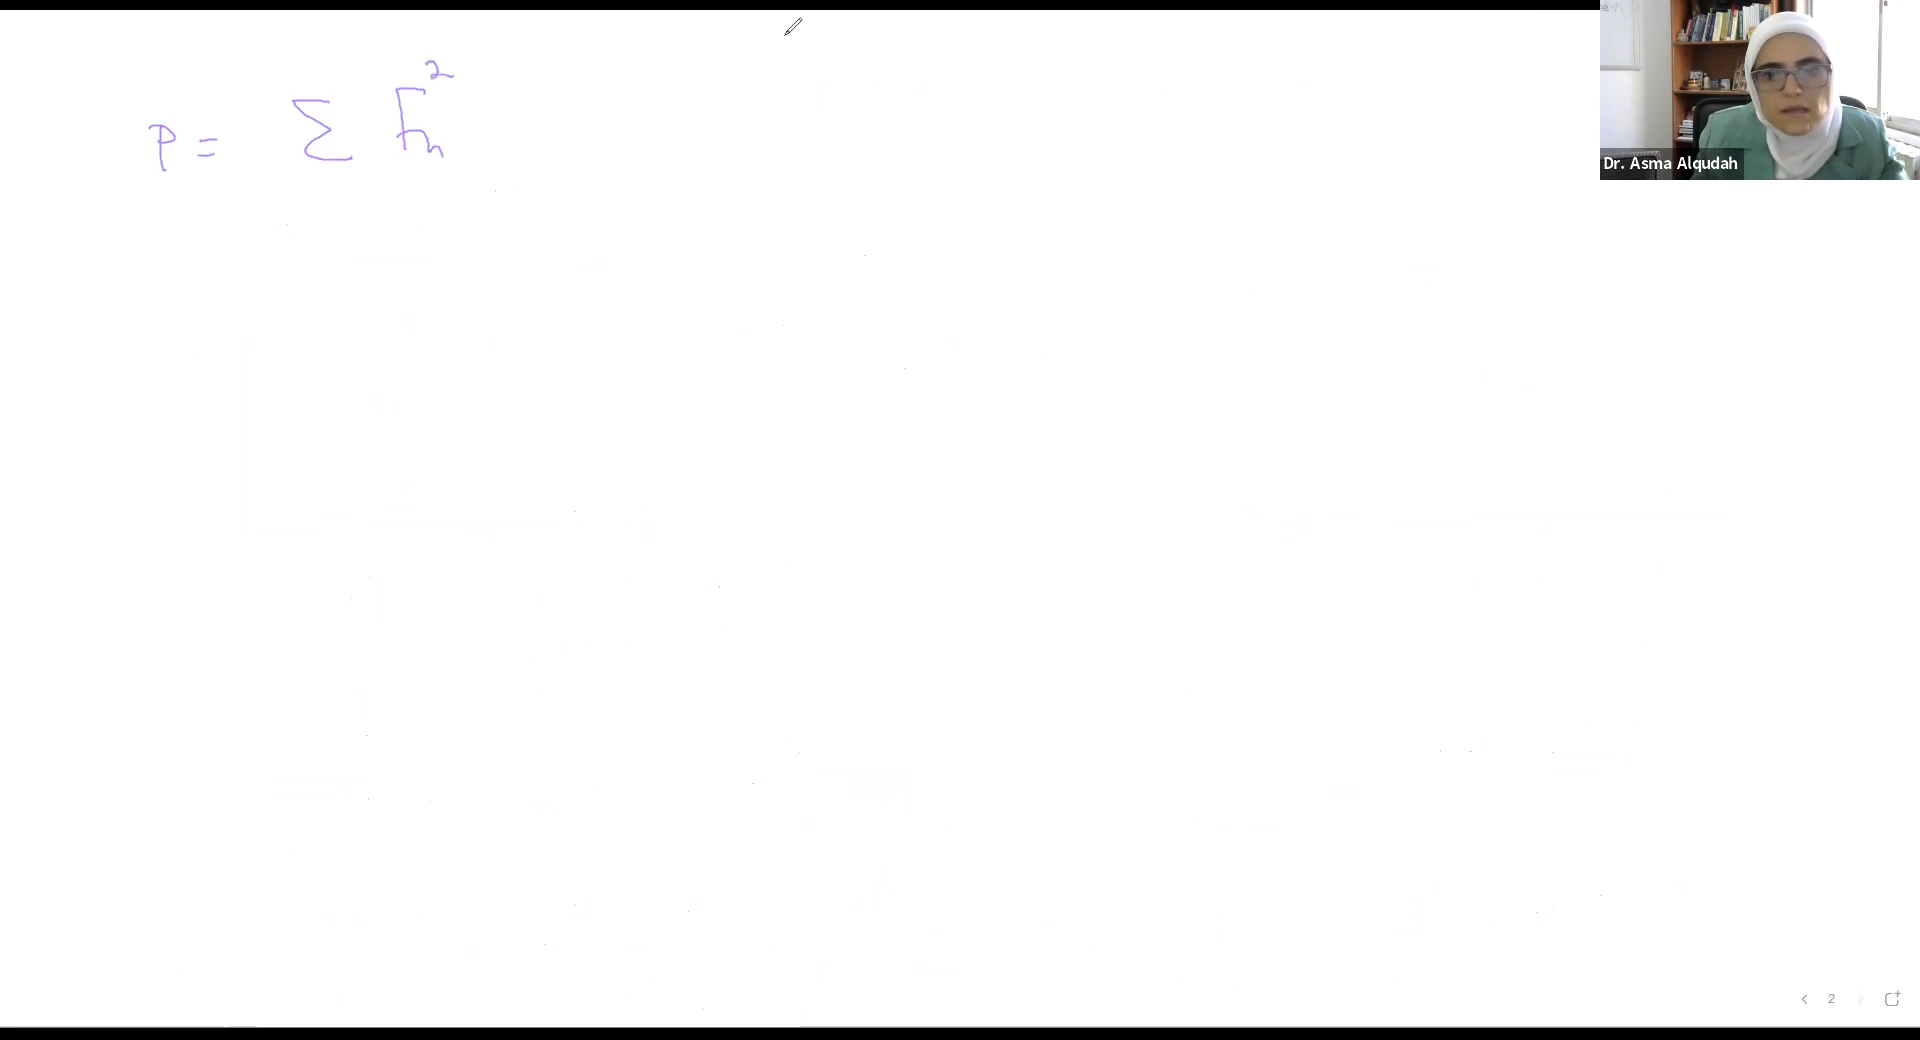 P = Σ Fₙ²
Dr. Asma Alqudah
2